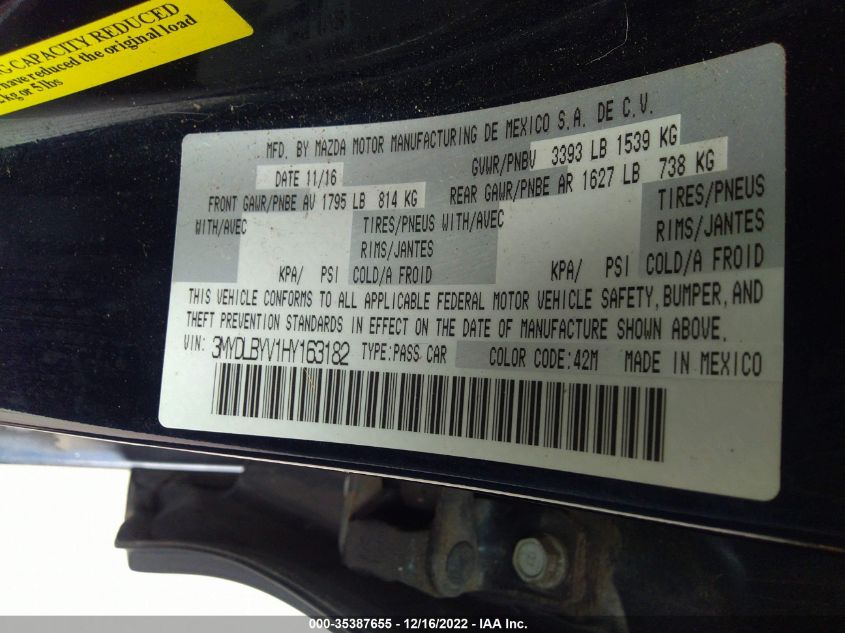 G CAPACITY REDUCED
have reduced the original load
kg or 5 lbs
MFD. BY MAZDA MOTOR MANUFACTURING DE MEXICO S.A. DE C.V.
DATE 11/16 GVWR/PNBV 3393 LB 1539 KG
FRONT GAWR/PNBE AV 1795 LB 814 KG REAR GAWR/PNBE AR 1627 LB 738 KG
WITH/AVEC TIRES/PNEUS WITH/AVEC TIRES/PNEUS
RIMS/JANTES RIMS/JANTES
KPA/ PSI COLD/A FROID KPA/ PSI COLD/A FROID
THIS VEHICLE CONFORMS TO ALL APPLICABLE FEDERAL MOTOR VEHICLE SAFETY, BUMPER, AND
THEFT PREVENTION STANDARDS IN EFFECT ON THE DATE OF MANUFACTURE SHOWN ABOVE.
VIN: 3MYDLBYV1HY163182 TYPE:PASS CAR COLOR CODE:42M MADE IN MEXICO
000-35387655 - 12/16/2022 - IAA Inc.